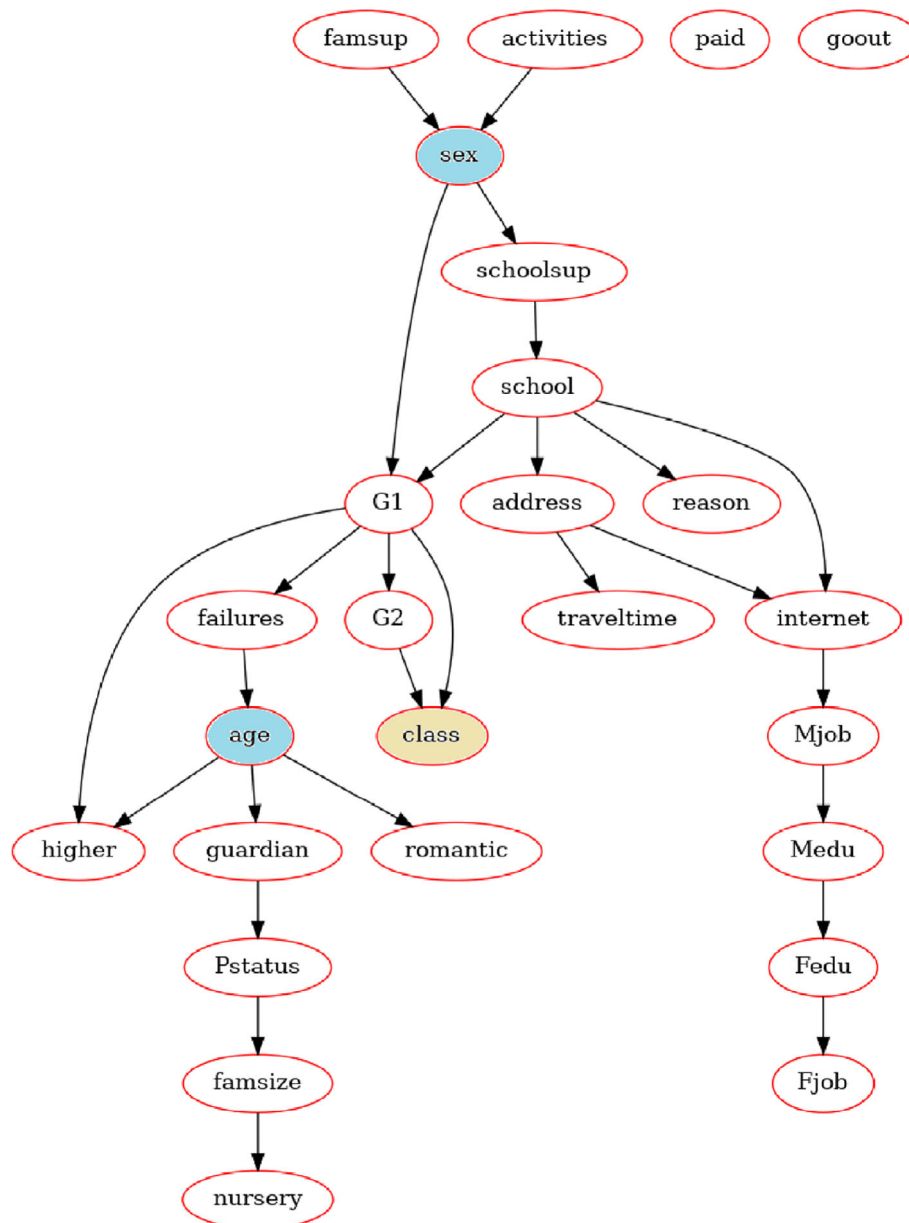 famsup
activities
paid
goout
sex
schoolsup
school
G1
address
reason
failures
G2
traveltime
internet
age
class
Mjob
higher
guardian
romantic
Medu
Pstatus
Fedu
famsize
Fjob
nursery